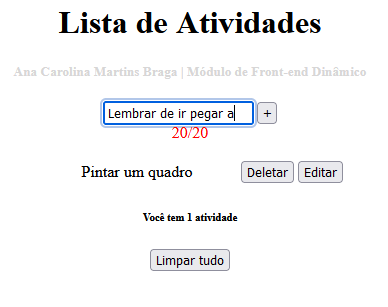 Lista de Atividades
Ana Carolina Martins Braga | Módulo de Front-end Dinâmico
Lembrar de ir pegar a +
20/20
Pintar um quadro Deletar Editar
Você tem 1 atividade
Limpar tudo